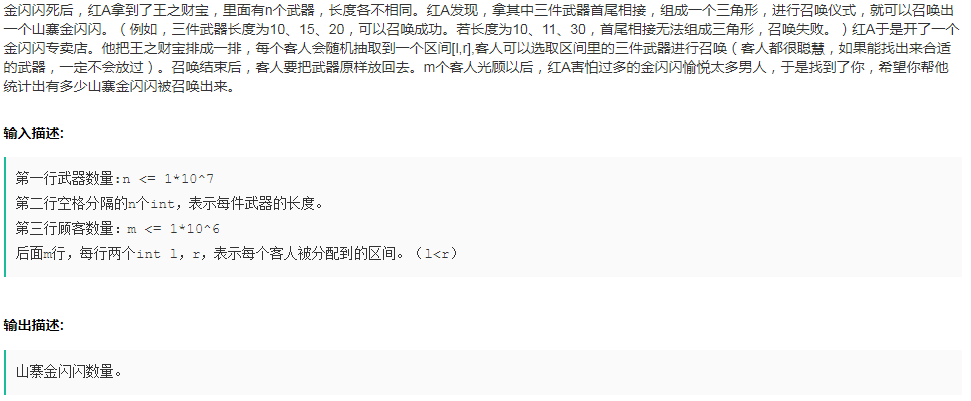 金闪闪死后，红A拿到了王之财宝，里面有n个武器，长度各不相同。红A发现，拿其中三件武器首尾相接，组成一个三角形，进行召唤仪式，就可以召唤出
一个山寨金闪闪。（例如，三件武器长度为10、15、20，可以召唤成功。若长度为10、11、30，首尾相接无法组成三角形，召唤失败。）红A于是开了一个
金闪闪专卖店。他把王之财宝排成一排，每个客人会随机抽取到一个区间[l,r],客人可以选取区间里的三件武器进行召唤（客人都很聪慧，如果能找出来合适
的武器，一定不会放过）。召唤结束后，客人要把武器原样放回去。m个客人光顾以后，红A害怕过多的金闪闪愉悦太多男人，于是找到了你，希望你帮他
统计出有多少山寨金闪闪被召唤出来。
输入描述:
第一行武器数量:n <= 1*10^7
第二行空格分隔的n个int，表示每件武器的长度。
第三行顾客数量：m <= 1*10^6
后面m行，每行两个int l，r，表示每个客人被分配到的区间。（l<r）
输出描述:
山寨金闪闪数量。